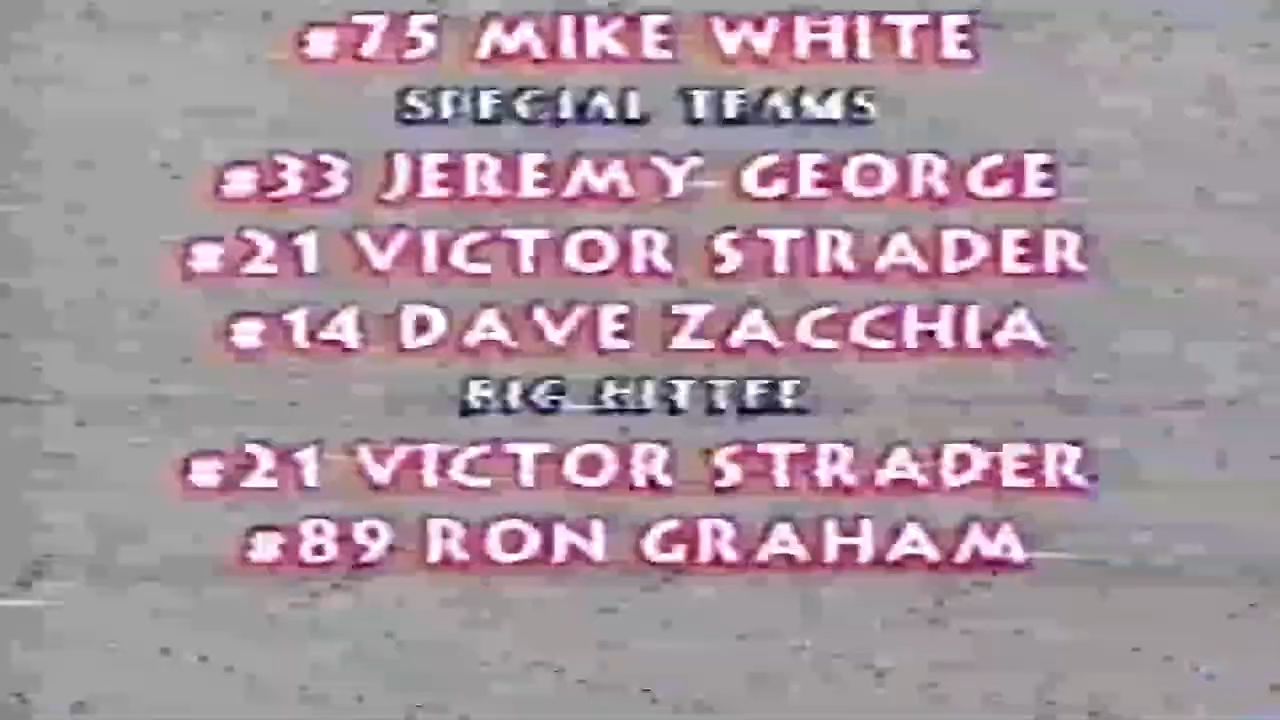 #75 MIKE WHITE
SPECIAL TEAMS
#33 JEREMY GEORGE
#21 VICTOR STRADER
#14 DAVE ZACCHIA
BIG HITTER
#21 VICTOR STRADER
#89 RON GRAHAM